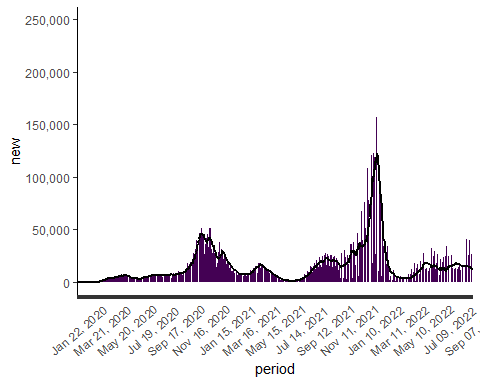 250,000
200,000
150,000
100,000
50,000
0
new
Jan 22, 2020
Mar 21, 2020
May 20, 2020
Jul 19, 2020
Sep 17, 2020
Nov 16, 2020
Jan 15, 2021
Mar 16, 2021
May 15, 2021
Jul 14, 2021
Sep 12, 2021
Nov 11, 2021
Jan 10, 2022
Mar 11, 2022
May 10, 2022
Jul 09, 2022
Sep 07,
period